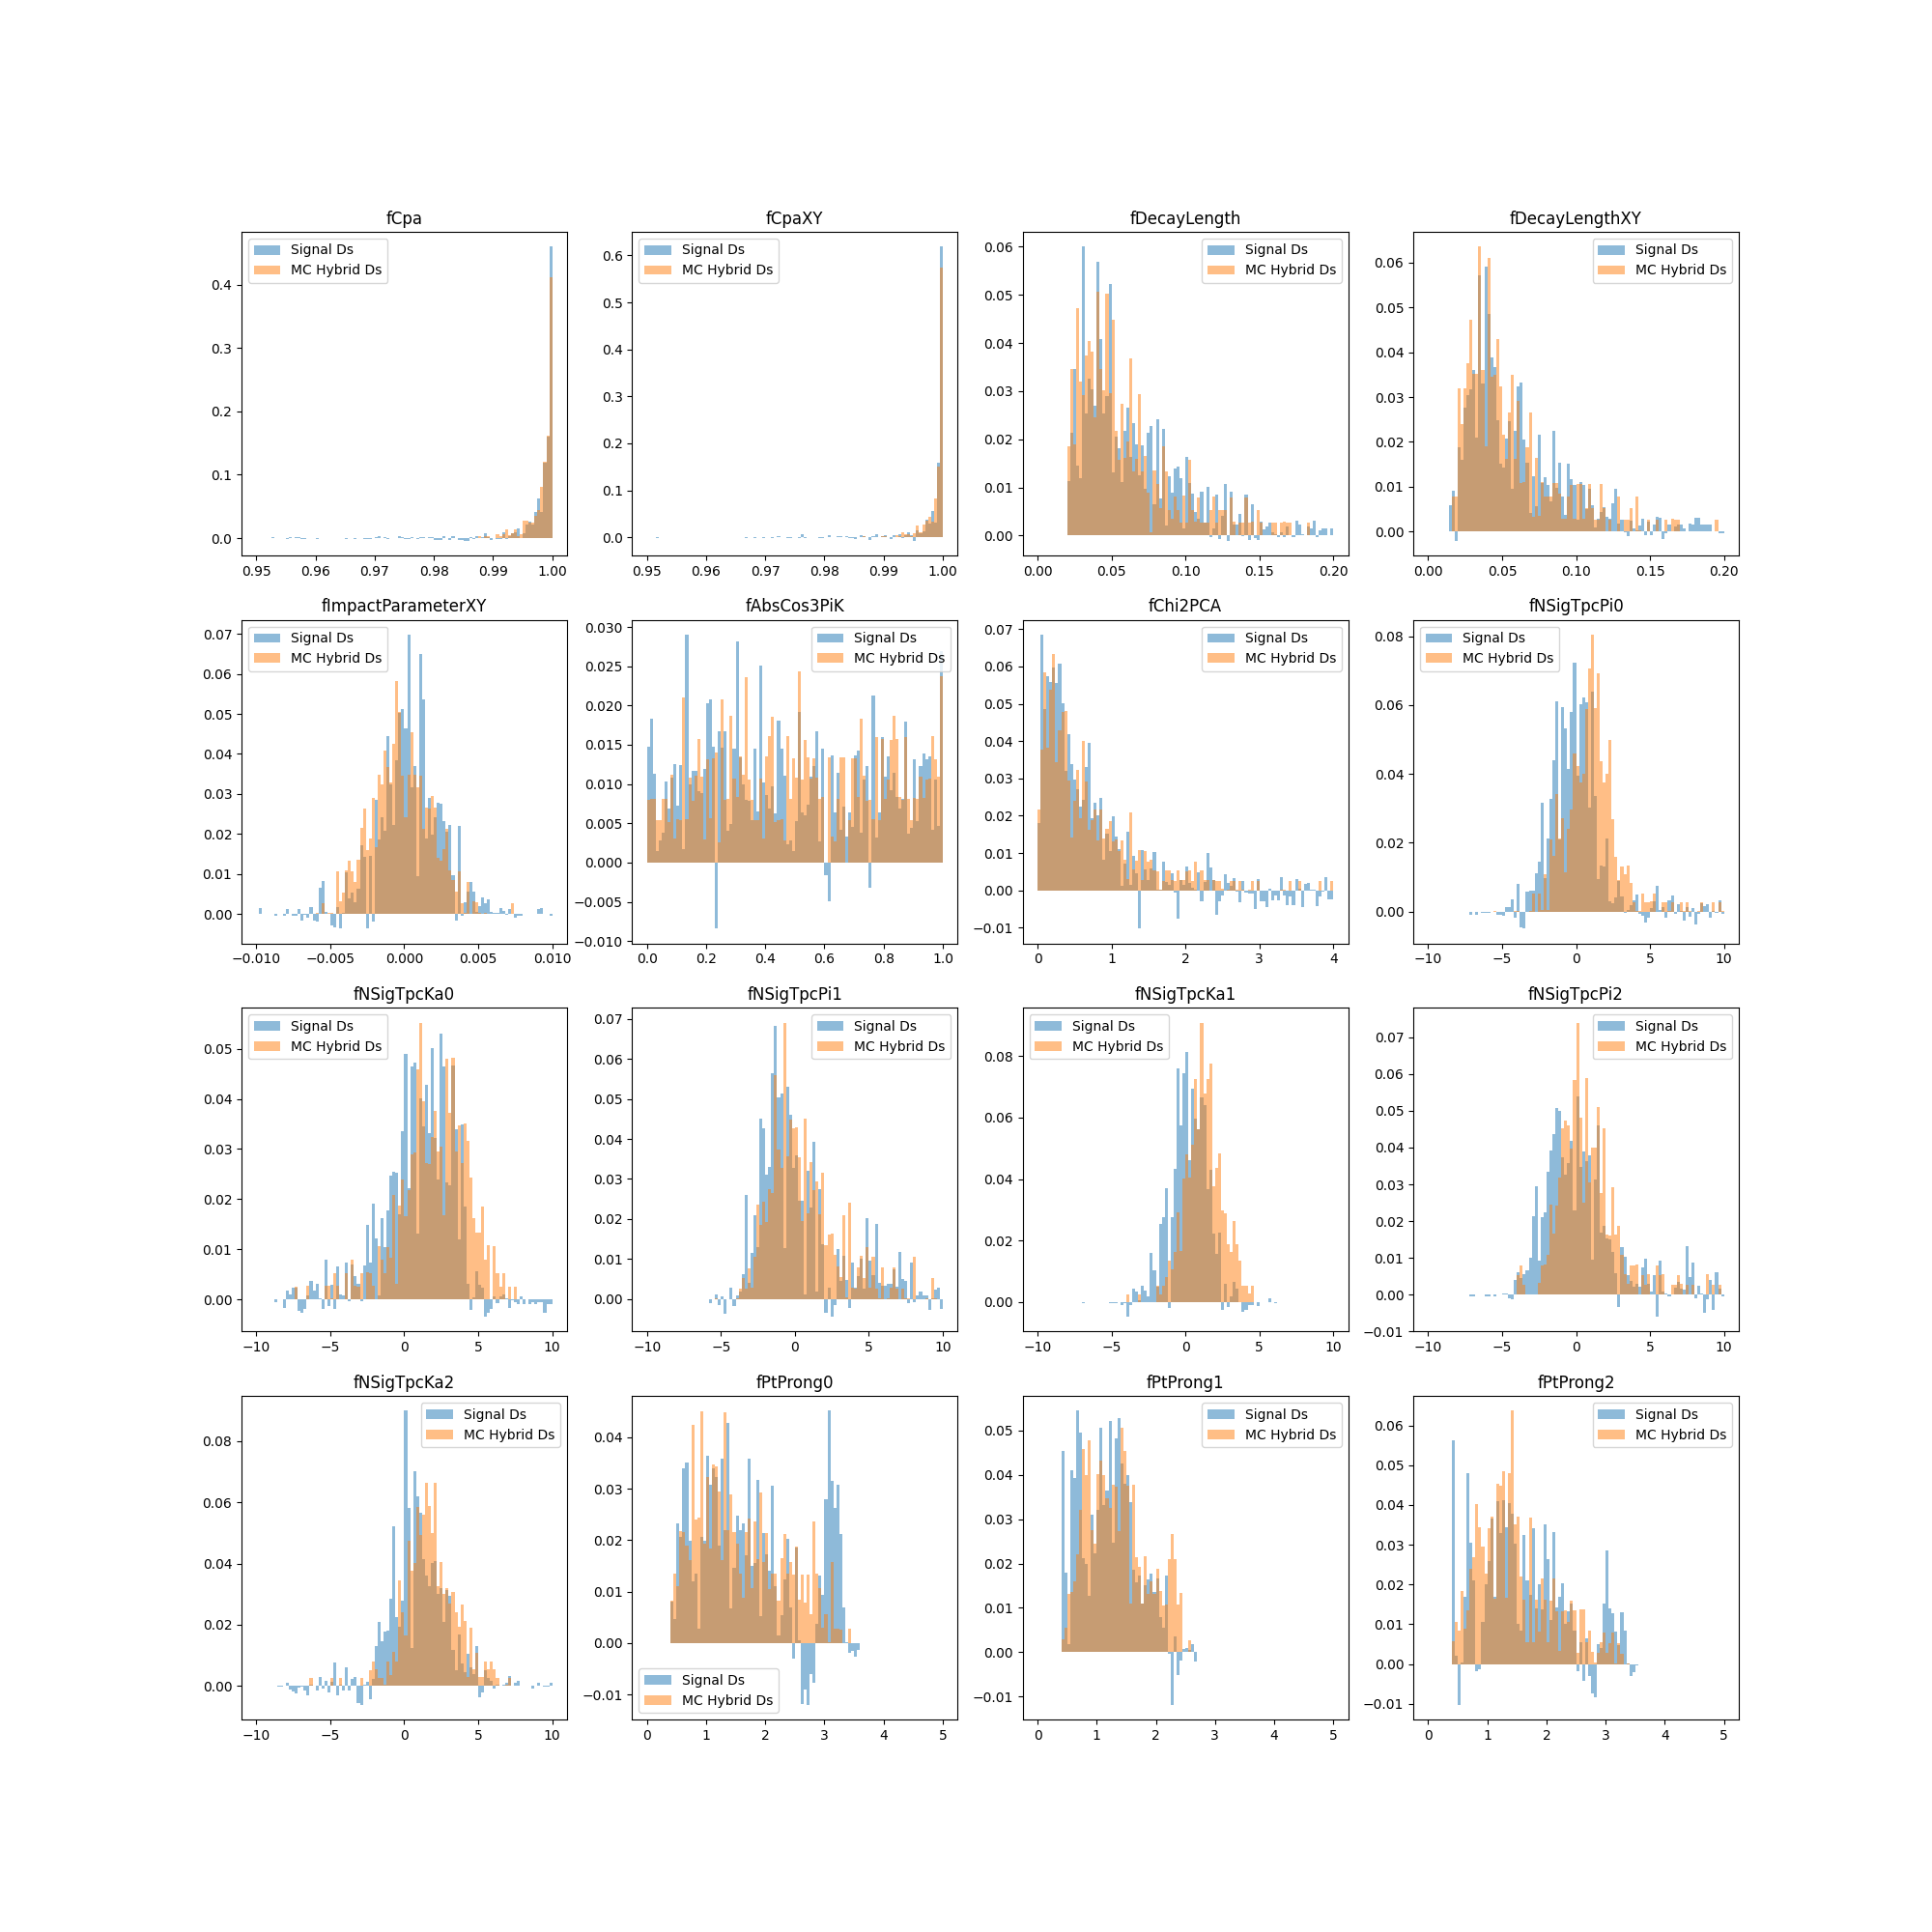 fCpa
Signal Ds
MC Hybrid Ds
0.4
0.3
0.2
0.1
0.0
0.95 0.96 0.97 0.98 0.99 1.00
fCpaXY
Signal Ds
MC Hybrid Ds
0.6
0.5
0.4
0.3
0.2
0.1
0.0
0.95 0.96 0.97 0.98 0.99 1.00
fDecayLength
Signal Ds
MC Hybrid Ds
0.06
0.05
0.04
0.03
0.02
0.01
0.00
0.00 0.05 0.10 0.15 0.20
fDecayLengthXY
Signal Ds
MC Hybrid Ds
0.06
0.05
0.04
0.03
0.02
0.01
0.00
0.00 0.05 0.10 0.15 0.20
fImpactParameterXY
Signal Ds
MC Hybrid Ds
0.07
0.06
0.05
0.04
0.03
0.02
0.01
0.00
−0.010 −0.005 0.000 0.005 0.010
fAbsCos3PiK
Signal Ds
MC Hybrid Ds
0.030
0.025
0.020
0.015
0.010
0.005
0.000
−0.005
−0.010
0.0 0.2 0.4 0.6 0.8 1.0
fChi2PCA
Signal Ds
MC Hybrid Ds
0.07
0.06
0.05
0.04
0.03
0.02
0.01
0.00
−0.01
0 1 2 3 4
fNSigTpcPi0
Signal Ds
MC Hybrid Ds
0.08
0.06
0.04
0.02
0.00
−10 −5 0 5 10
fNSigTpcKa0
Signal Ds
MC Hybrid Ds
0.05
0.04
0.03
0.02
0.01
0.00
−10 −5 0 5 10
fNSigTpcPi1
Signal Ds
MC Hybrid Ds
0.07
0.06
0.05
0.04
0.03
0.02
0.01
0.00
−10 −5 0 5 10
fNSigTpcKa1
Signal Ds
MC Hybrid Ds
0.08
0.06
0.04
0.02
0.00
−10 −5 0 5 10
fNSigTpcPi2
Signal Ds
MC Hybrid Ds
0.07
0.06
0.05
0.04
0.03
0.02
0.01
0.00
−0.01
−10 −5 0 5 10
fNSigTpcKa2
Signal Ds
MC Hybrid Ds
0.08
0.06
0.04
0.02
0.00
−10 −5 0 5 10
fPtProng0
0.04
0.03
0.02
0.01
0.00
−0.01
Signal Ds
MC Hybrid Ds
0 1 2 3 4 5
fPtProng1
Signal Ds
MC Hybrid Ds
0.05
0.04
0.03
0.02
0.01
0.00
−0.01
0 1 2 3 4 5
fPtProng2
Signal Ds
MC Hybrid Ds
0.06
0.05
0.04
0.03
0.02
0.01
0.00
−0.01
0 1 2 3 4 5